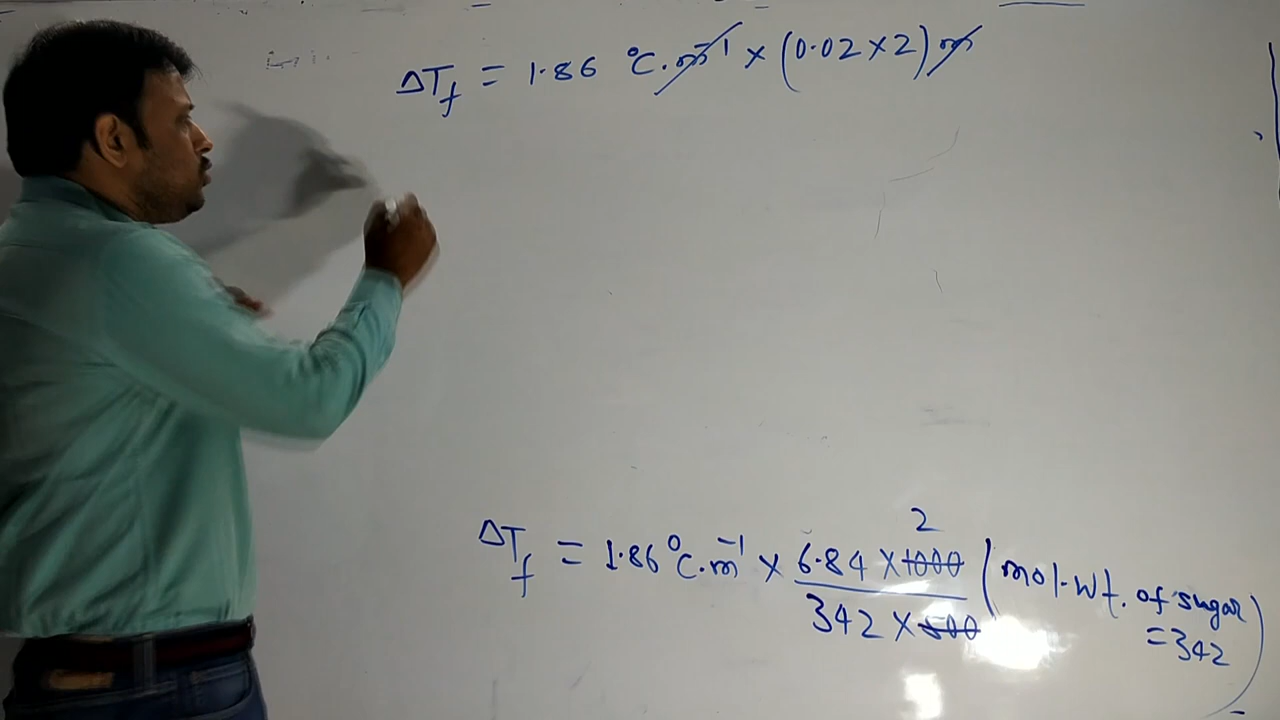 ΔTf = 1.86 °C.m⁻¹ × (0.02 × 2) m
ΔTf = 1.86 °C.m⁻¹ × 6.84 × 1000 / 342 × 500 (mol.wt. of sugar = 342)
2